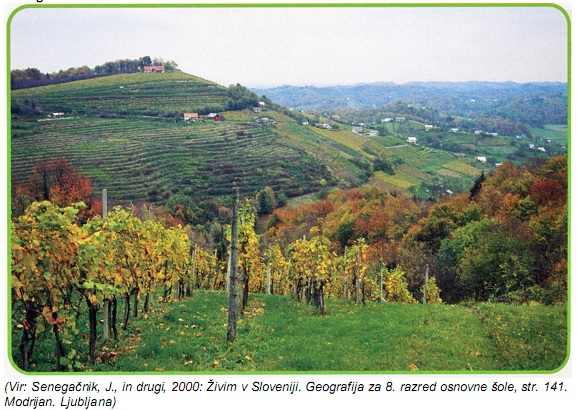 (Vir: Senegačnik, J., in drugi, 2000: Živim v Sloveniji. Geografija za 8. razred osnovne šole, str. 141.
Modrijan. Ljubljana)